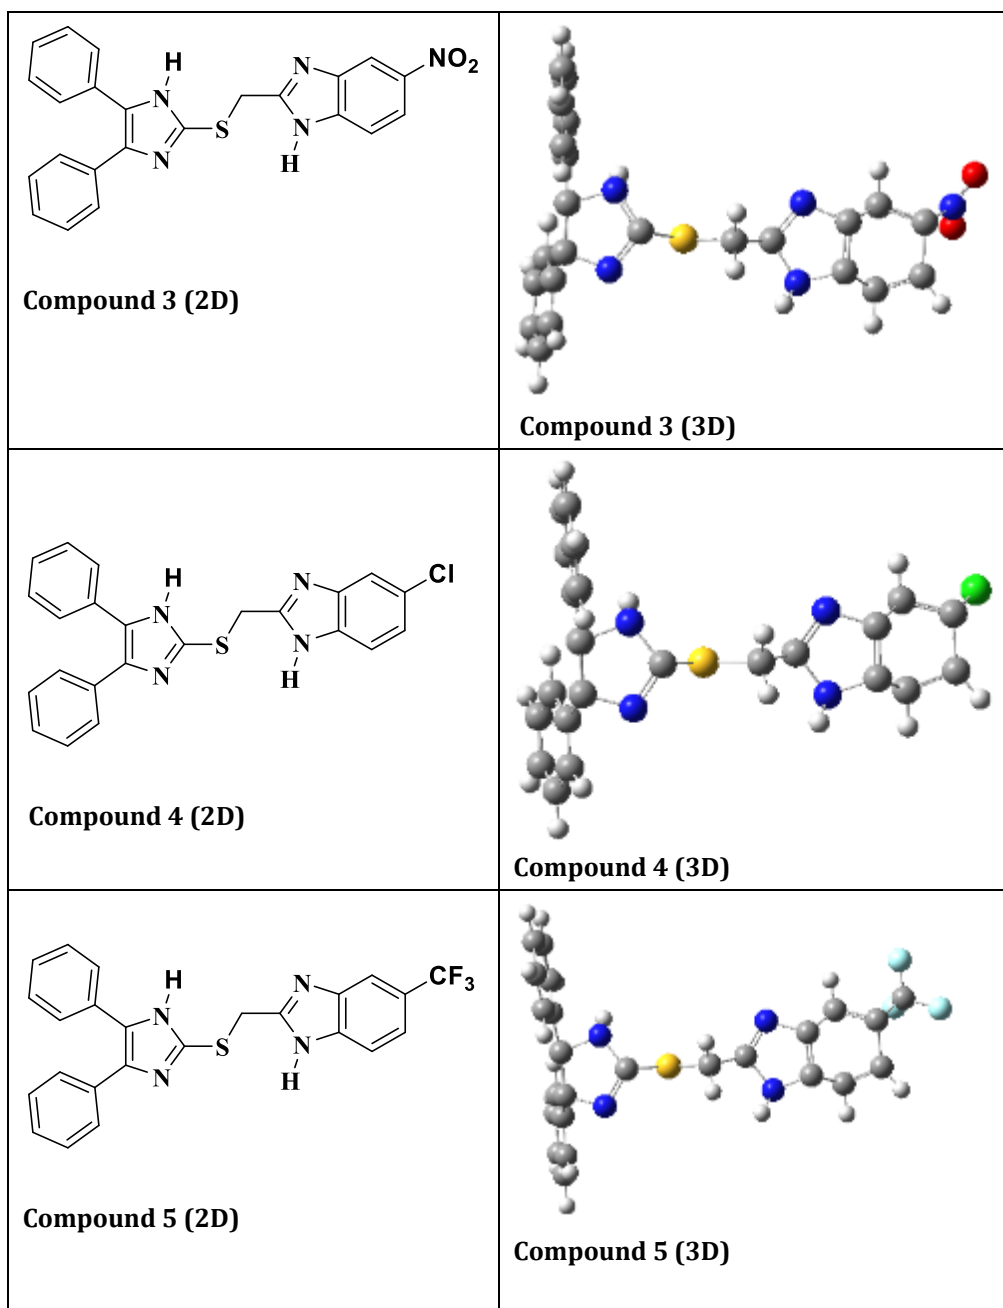 H
N
N
S
N
N
H
NO₂
Compound 3 (2D)
Compound 3 (3D)
H
N
N
S
N
N
H
Cl
Compound 4 (2D)
Compound 4 (3D)
H
N
N
S
N
N
H
CF₃
Compound 5 (2D)
Compound 5 (3D)